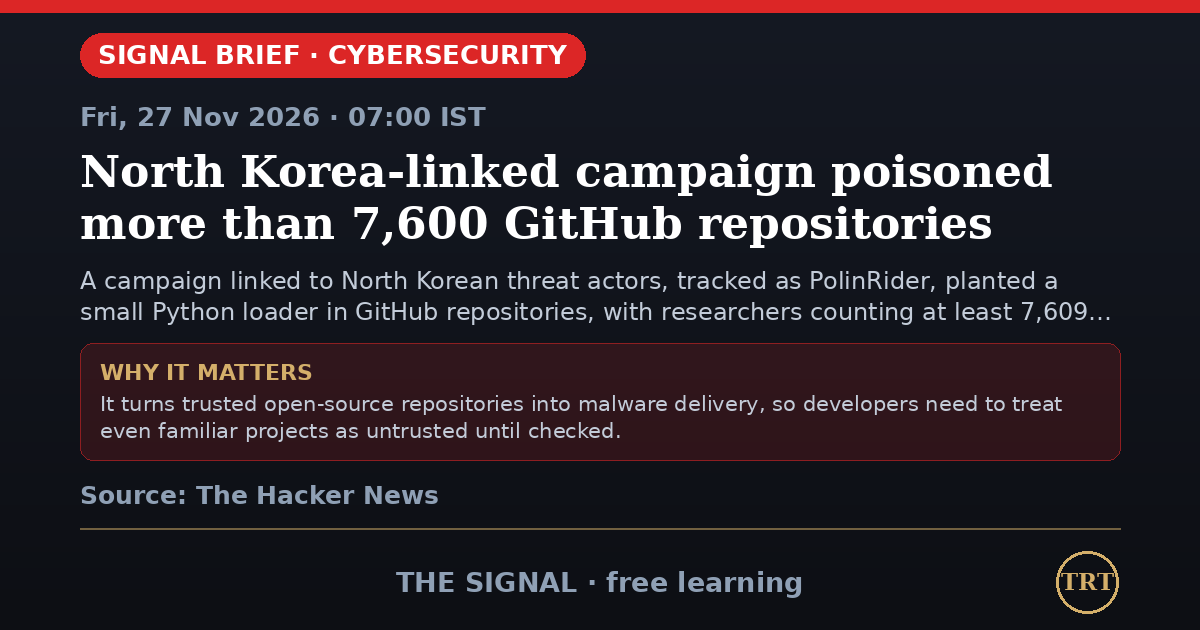 SIGNAL BRIEF · CYBERSECURITY
Fri, 27 Nov 2026 · 07:00 IST
North Korea-linked campaign poisoned
more than 7,600 GitHub repositories
A campaign linked to North Korean threat actors, tracked as PolinRider, planted a
small Python loader in GitHub repositories, with researchers counting at least 7,609…
WHY IT MATTERS
It turns trusted open-source repositories into malware delivery, so developers need to treat
even familiar projects as untrusted until checked.
Source: The Hacker News
THE SIGNAL · free learning
TRT